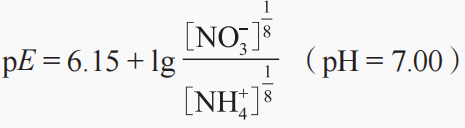 pE = 6.15 + lg [NO₃⁻]^(1/8) / [NH₄⁺]^(1/8) (pH = 7.00)